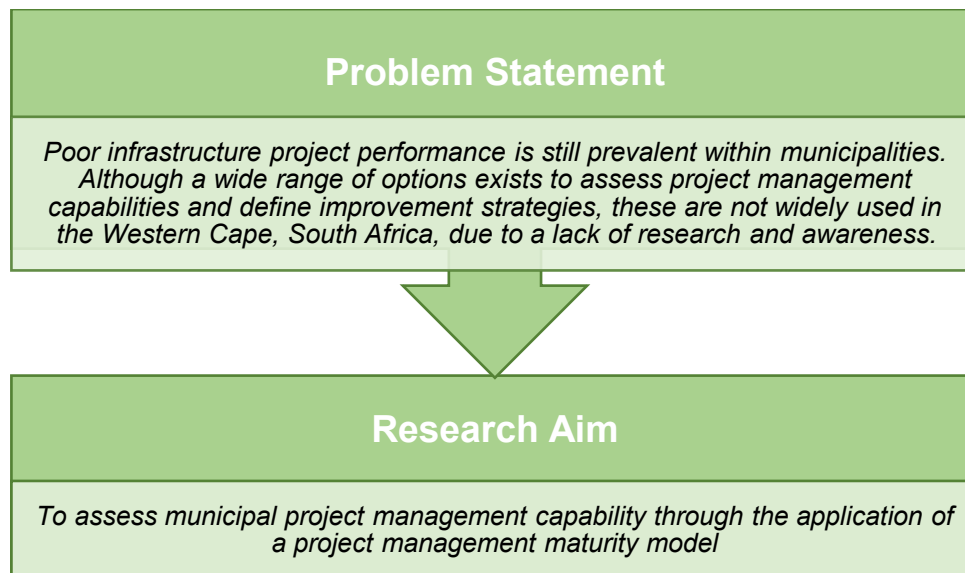 Problem Statement
Poor infrastructure project performance is still prevalent within municipalities.
Although a wide range of options exists to assess project management
capabilities and define improvement strategies, these are not widely used in
the Western Cape, South Africa, due to a lack of research and awareness.
Research Aim
To assess municipal project management capability through the application of
a project management maturity model